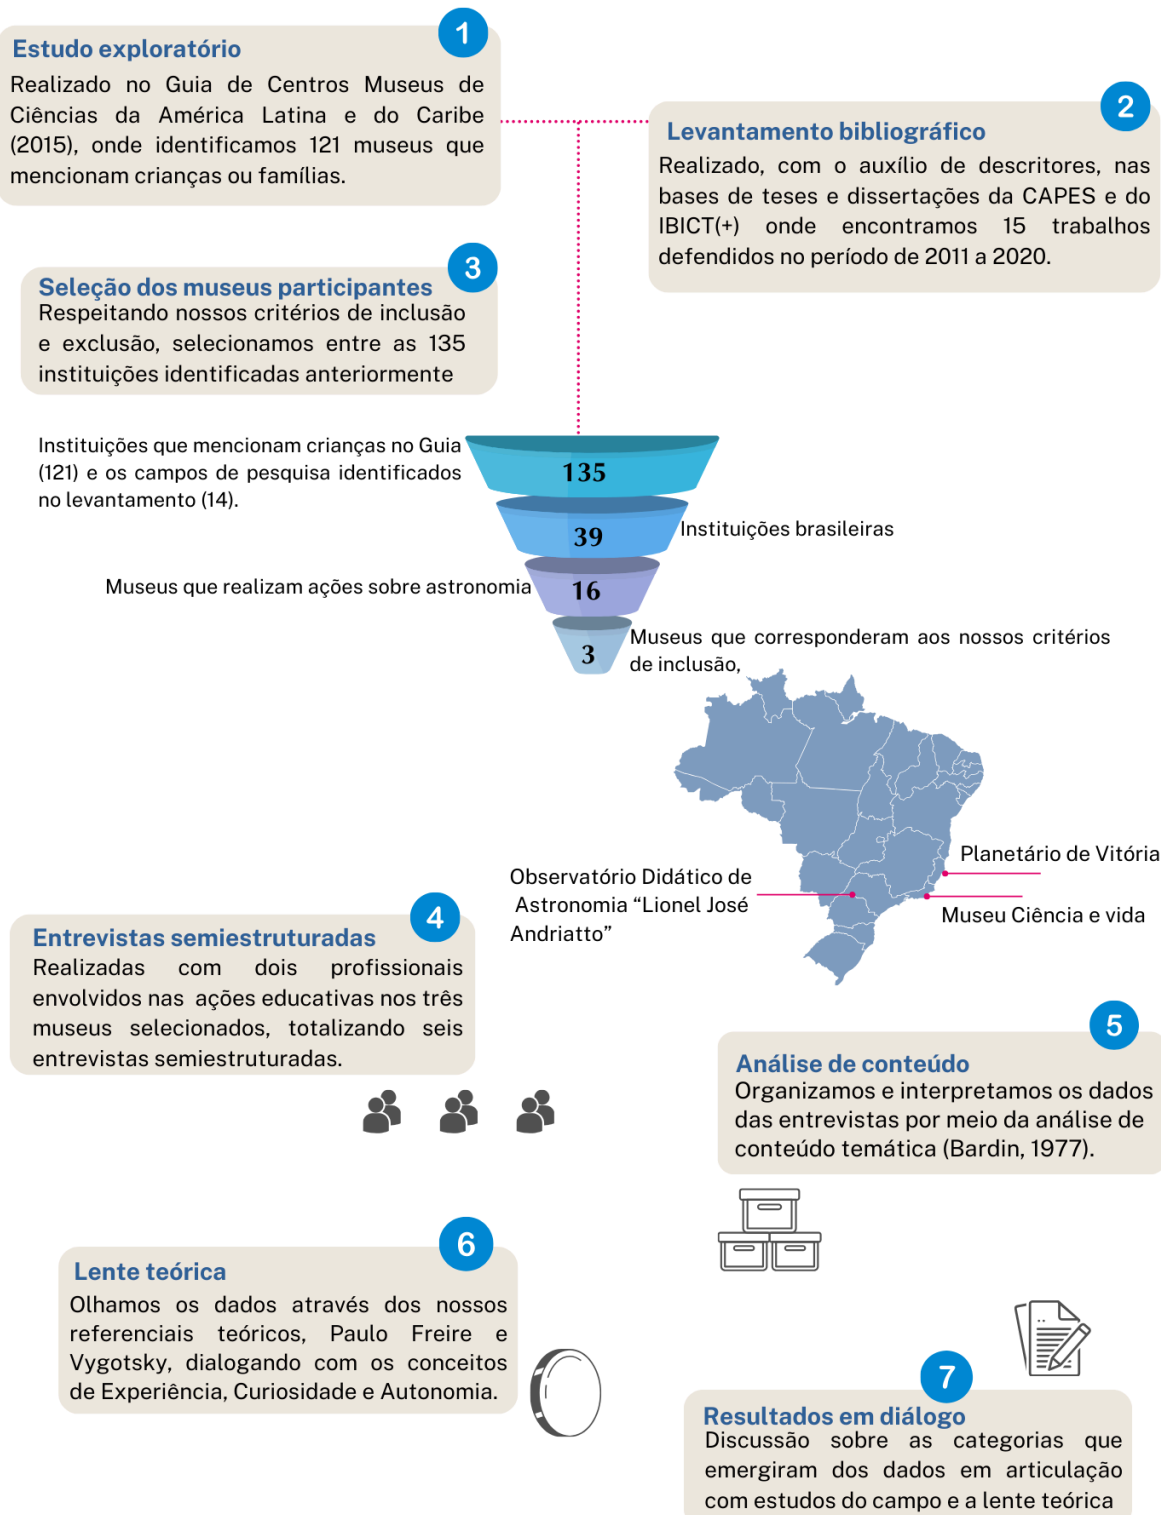 1
Estudo exploratório
Realizado no Guia de Centros Museus de
Ciências da América Latina e do Caribe
(2015), onde identificamos 121 museus que
mencionam crianças ou famílias.
2
Levantamento bibliográfico
Realizado, com o auxílio de descritores, nas
bases de teses e dissertações da CAPES e do
IBICT(+) onde encontramos 15 trabalhos
defendidos no período de 2011 a 2020.
3
Seleção dos museus participantes
Respeitando nossos critérios de inclusão
e exclusão, selecionamos entre as 135
instituições identificadas anteriormente
Instituições que mencionam crianças no Guia
(121) e os campos de pesquisa identificados
no levantamento (14).
135
39
Instituições brasileiras
Museus que realizam ações sobre astronomia
16
3
Museus que corresponderam aos nossos critérios
de inclusão,
Planetário de Vitória
Museu Ciência e vida
Observatório Didático de
Astronomia “Lionel José
Andriatto”
4
Entrevistas semiestruturadas
Realizadas com dois profissionais
envolvidos nas ações educativas nos três
museus selecionados, totalizando seis
entrevistas semiestruturadas.
5
Análise de conteúdo
Organizamos e interpretamos os dados
das entrevistas por meio da análise de
conteúdo temática (Bardin, 1977).
6
Lente teórica
Olhamos os dados através dos nossos
referenciais teóricos, Paulo Freire e
Vygotsky, dialogando com os conceitos
de Experiência, Curiosidade e Autonomia.
7
Resultados em diálogo
Discussão sobre as categorias que
emergiram dos dados em articulação
com estudos do campo e a lente teórica